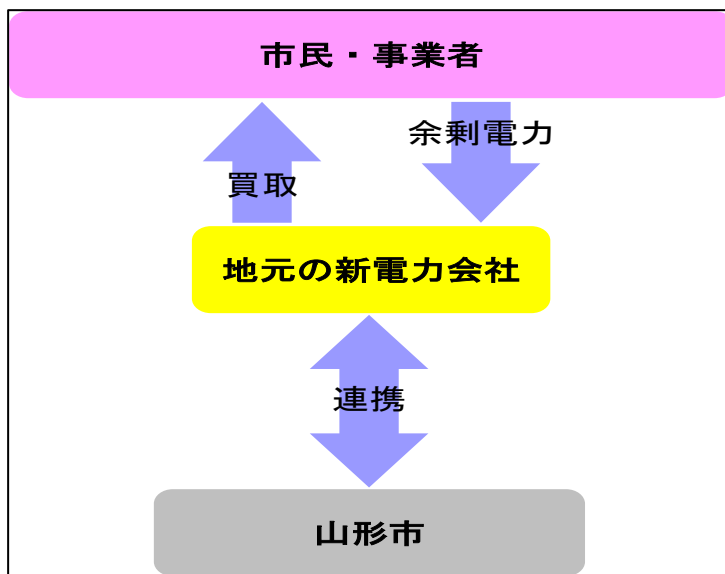 市民・事業者
余剰電力
買取
地元の新電力会社
連携
山形市